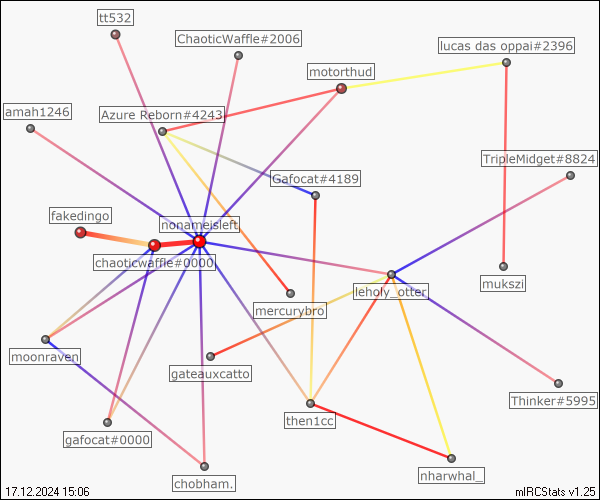 tt532
ChaoticWaffle#2006
lucas das oppai#2396
motorthud
amah1246
Azure Reborn#4243
TripleMidget#8824
Gafocat#4189
fakedingo
nonameisleft
chaoticwaffle#0000
leholy_otter
mukszi
mercurybro
moonraven
gateauxcatto
Thinker#5995
then1cc
gafocat#0000
nharwhal_
chobham.
17.12.2024 15:06
mIRCStats v1.25